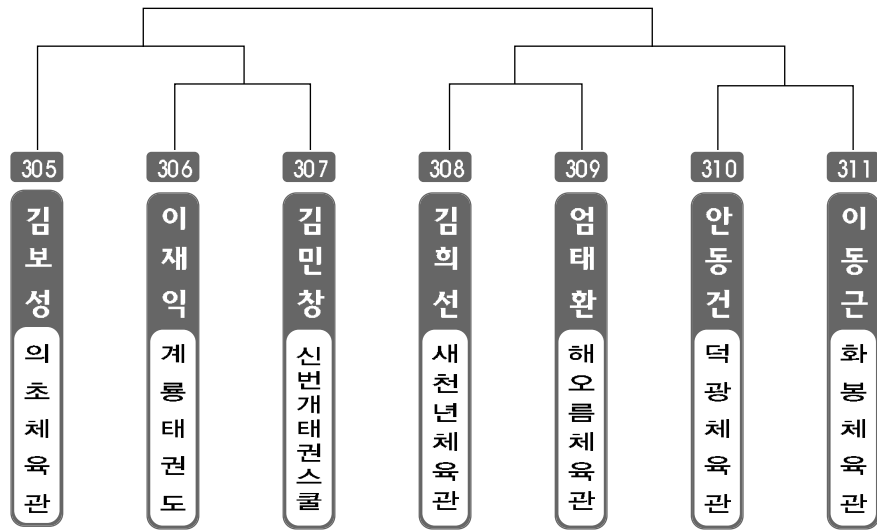 305
김보성
의초체육관
306
이재익
계룡태권도
307
김민창
신번개태권스쿨
308
김희선
새천년체육관
309
엄태환
해오름체육관
310
안동건
덕광체육관
311
이동근
화봉체육관